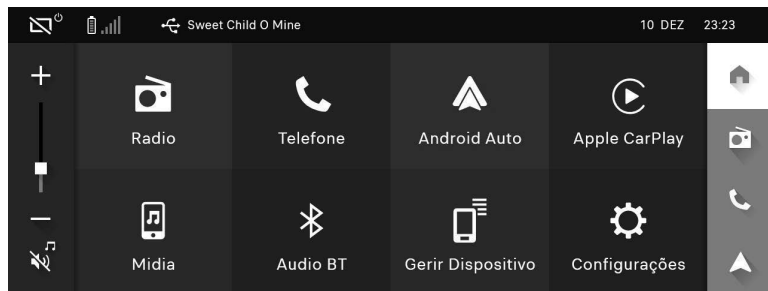 Sweet Child O Mine
10 DEZ 23:23
Radio
Telefone
Android Auto
Apple CarPlay
Midia
Audio BT
Gerir Dispositivo
Configurações